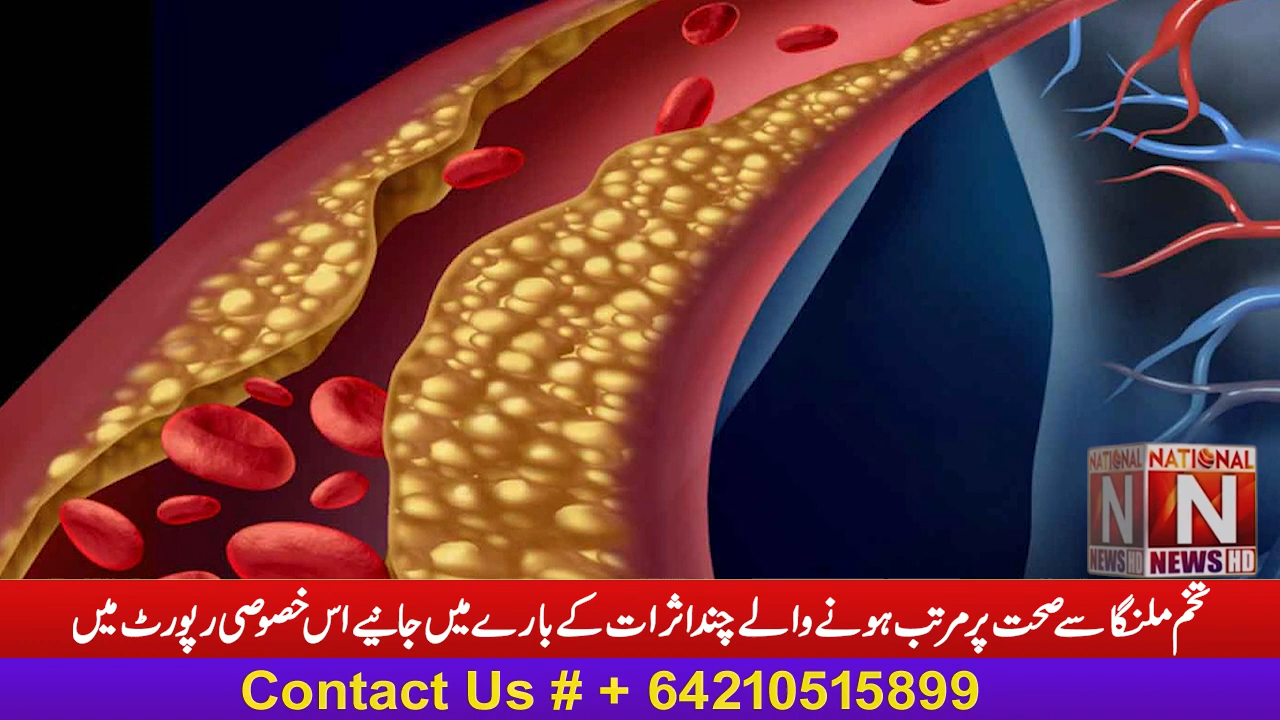 NATIONAL NATIONAL
N N
NEWS HD NEWS HD
تخم ملنگا سے صحت پر مرتب ہونے والے چند اثرات کے بارے میں جانیے اس خصوصی رپورٹ میں
Contact Us # + 64210515899